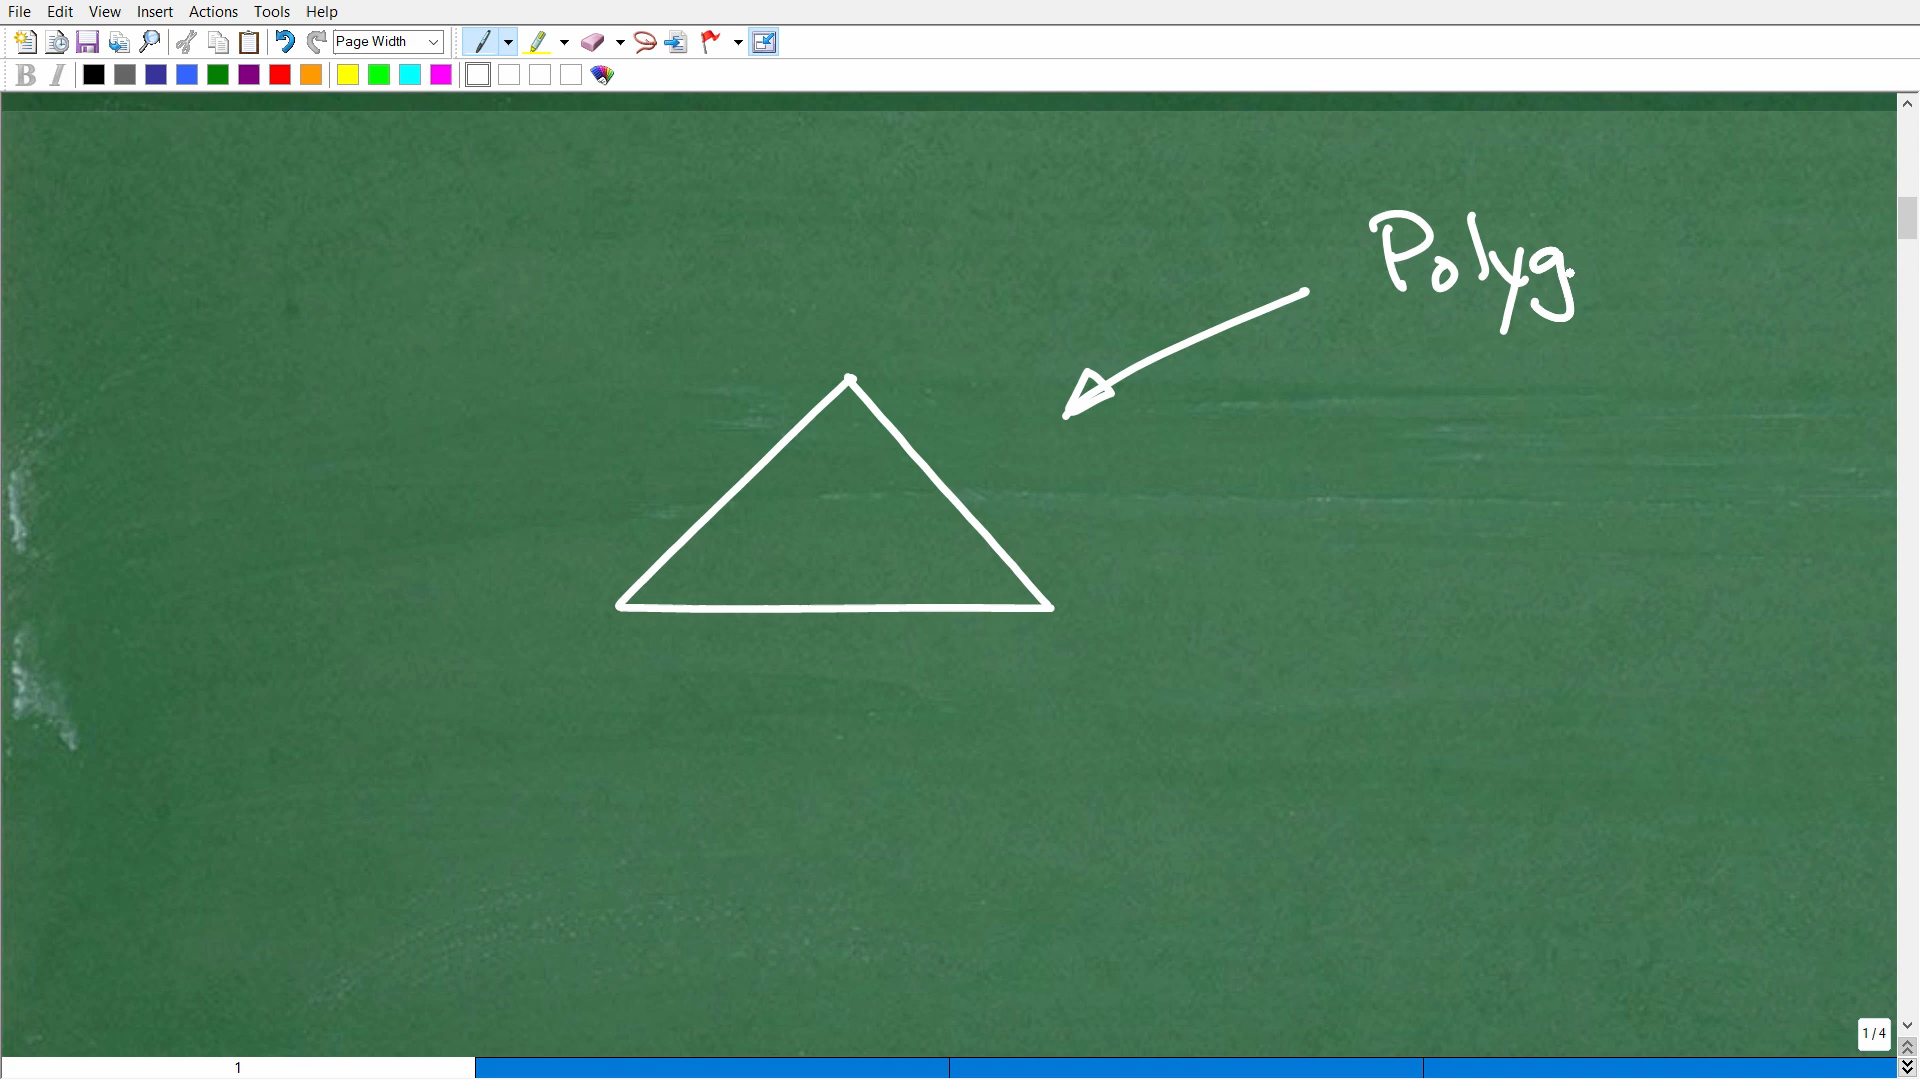 File Edit View Insert Actions Tools Help
Page Width
B I
Polyg
1 / 4
1